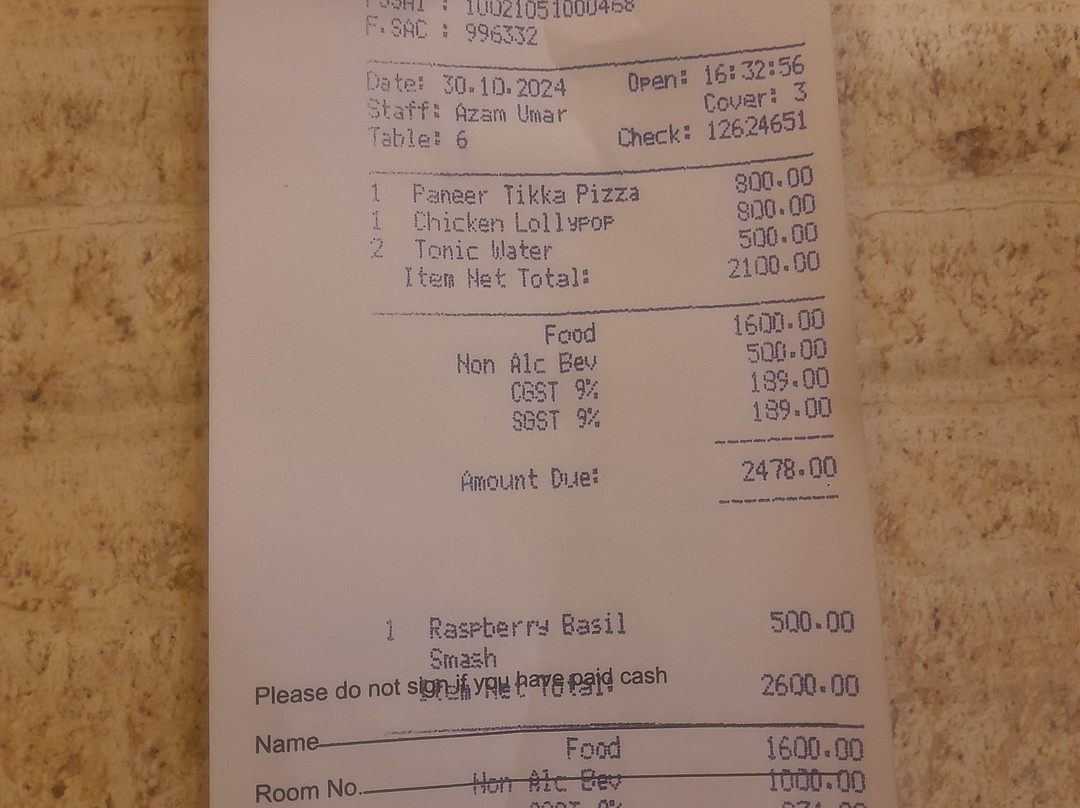 F.SSAI : 10021051000468
F.SAC : 996332
Date: 30.10.2024 Open: 16:32:56
Staff: Azam Umar Cover: 3
Table: 6 Check: 12624651
1 Paneer Tikka Pizza 800.00
1 Chicken Lollypop 800.00
2 Tonic Water 500.00
Item Net Total: 2100.00
Food 1600.00
Non Alc Bev 500.00
CGST 9% 189.00
SGST 9% 189.00
Amount Due: 2478.00
1 Raspberry Basil 500.00
Smash
Please do not sign if you have paid cash
Item Net Total: 2600.00
Name
Food 1600.00
Room No.
Non Alc Bev 1000.00